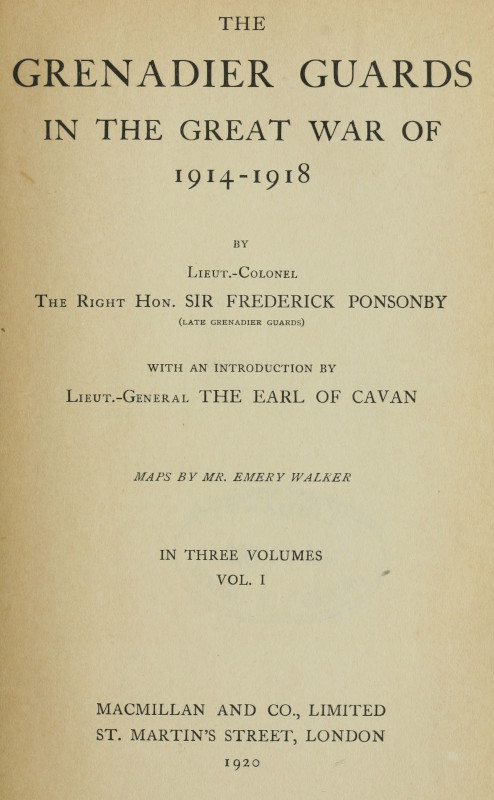 THE
GRENADIER GUARDS
IN THE GREAT WAR OF
1914-1918
BY
Lieut.-Colonel
The Right Hon. SIR FREDERICK PONSONBY
(LATE GRENADIER GUARDS)
WITH AN INTRODUCTION BY
Lieut.-General THE EARL OF CAVAN
MAPS BY MR. EMERY WALKER
IN THREE VOLUMES
VOL. I
MACMILLAN AND CO., LIMITED
ST. MARTIN'S STREET, LONDON
1920